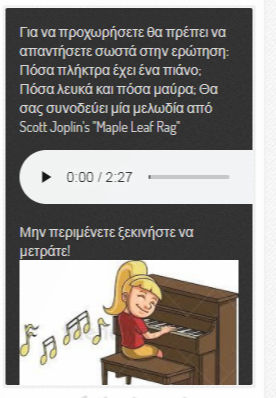 Για να προχωρήσετε θα πρέπει να
απαντήσετε σωστά στην ερώτηση:
Πόσα πλήκτρα έχει ένα πιάνο;
Πόσα λευκά και πόσα μαύρα; Θα
σας συνοδεύει μία μελωδία από
Scott Joplin's "Maple Leaf Rag"
0:00 / 2:27
Μην περιμένετε ξεκινήστε να
μετράτε!